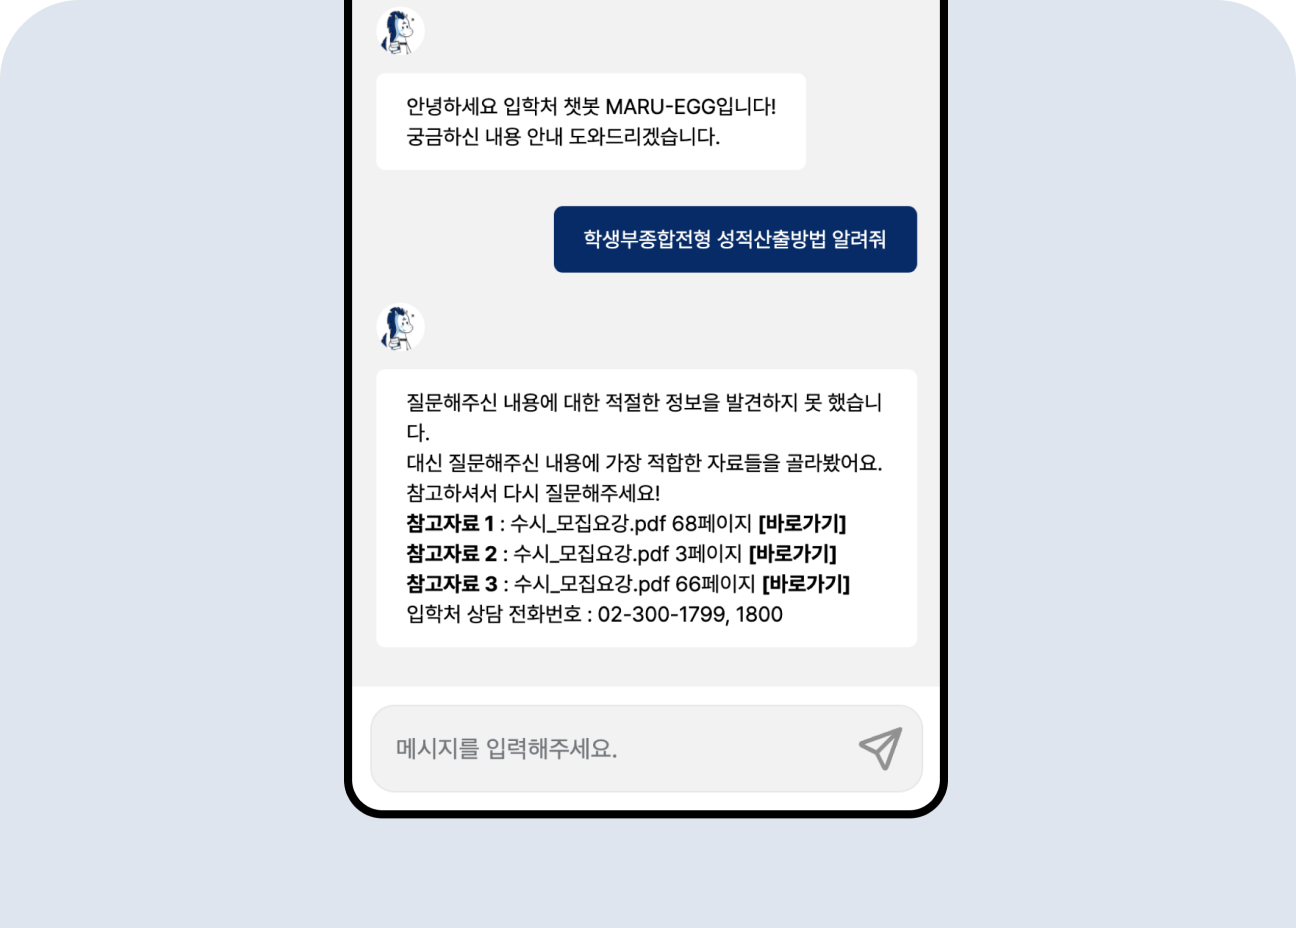 안녕하세요 입학처 챗봇 MARU-EGG입니다!
궁금하신 내용 안내 도와드리겠습니다.
학생부종합전형 성적산출방법 알려줘
질문해주신 내용에 대한 적절한 정보을 발견하지 못 했습니
다.
대신 질문해주신 내용에 가장 적합한 자료들을 골라봤어요.
참고하셔서 다시 질문해주세요!
참고자료 1 : 수시_모집요강.pdf 68페이지 [바로가기]
참고자료 2 : 수시_모집요강.pdf 3페이지 [바로가기]
참고자료 3 : 수시_모집요강.pdf 66페이지 [바로가기]
입학처 상담 전화번호 : 02-300-1799, 1800
메시지를 입력해주세요.